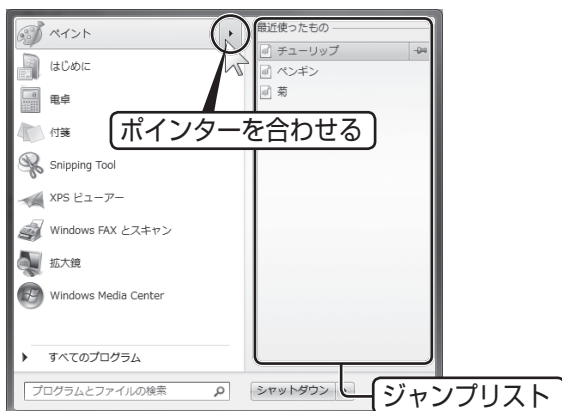 ペイント
はじめに
電卓
付箋
Snipping Tool
XPS ビューアー
Windows FAX とスキャン
拡大鏡
Windows Media Center
すべてのプログラム
プログラムとファイルの検索
最近使ったもの
チューリップ
ペンギン
菊
シャットダウン
ポインターを合わせる
ジャンプリスト